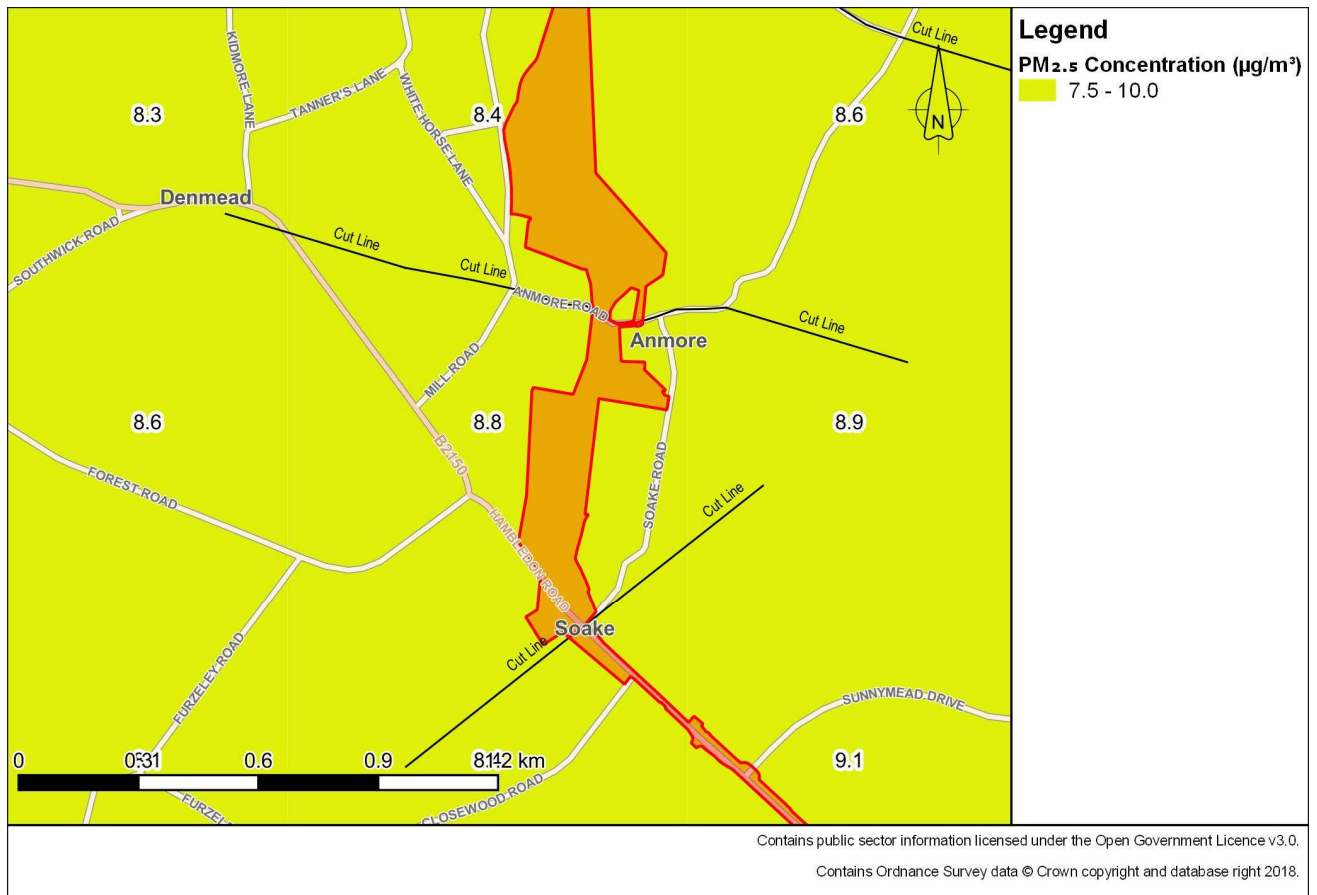 Legend
PM2.5 Concentration (µg/m³)
7.5 - 10.0
Cut Line
N
KIDMORE LANE
TANNER'S LANE
WHITE HORSE LANE
8.3
8.4
8.6
Denmead
SOUTHWICK ROAD
Cut Line
Cut Line
ANMORE ROAD
Anmore
Cut Line
MILL ROAD
8.6
8.8
8.9
B2150
FOREST ROAD
SOAKE ROAD
Cut Line
HAMBLEDON ROAD
Soake
Cut Line
FURZELEY ROAD
SUNNYMEAD DRIVE
9.1
0
0.6
0.9
km
CLOSEWOOD ROAD
Contains public sector information licensed under the Open Government Licence v3.0.
Contains Ordnance Survey data © Crown copyright and database right 2018.